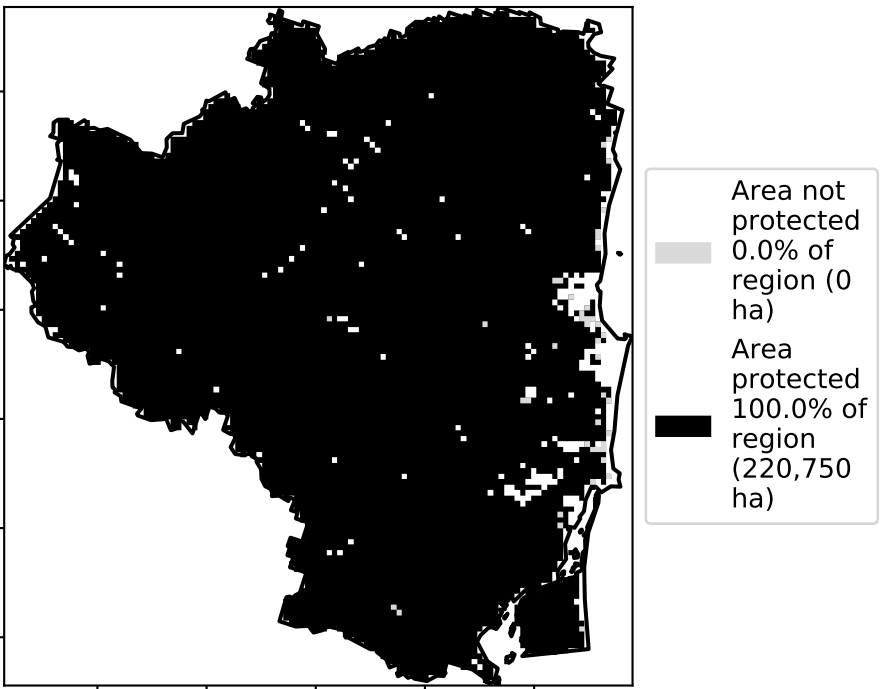 Area not
protected
0.0% of
region (0
ha)
Area
protected
100.0% of
region
(220,750
ha)